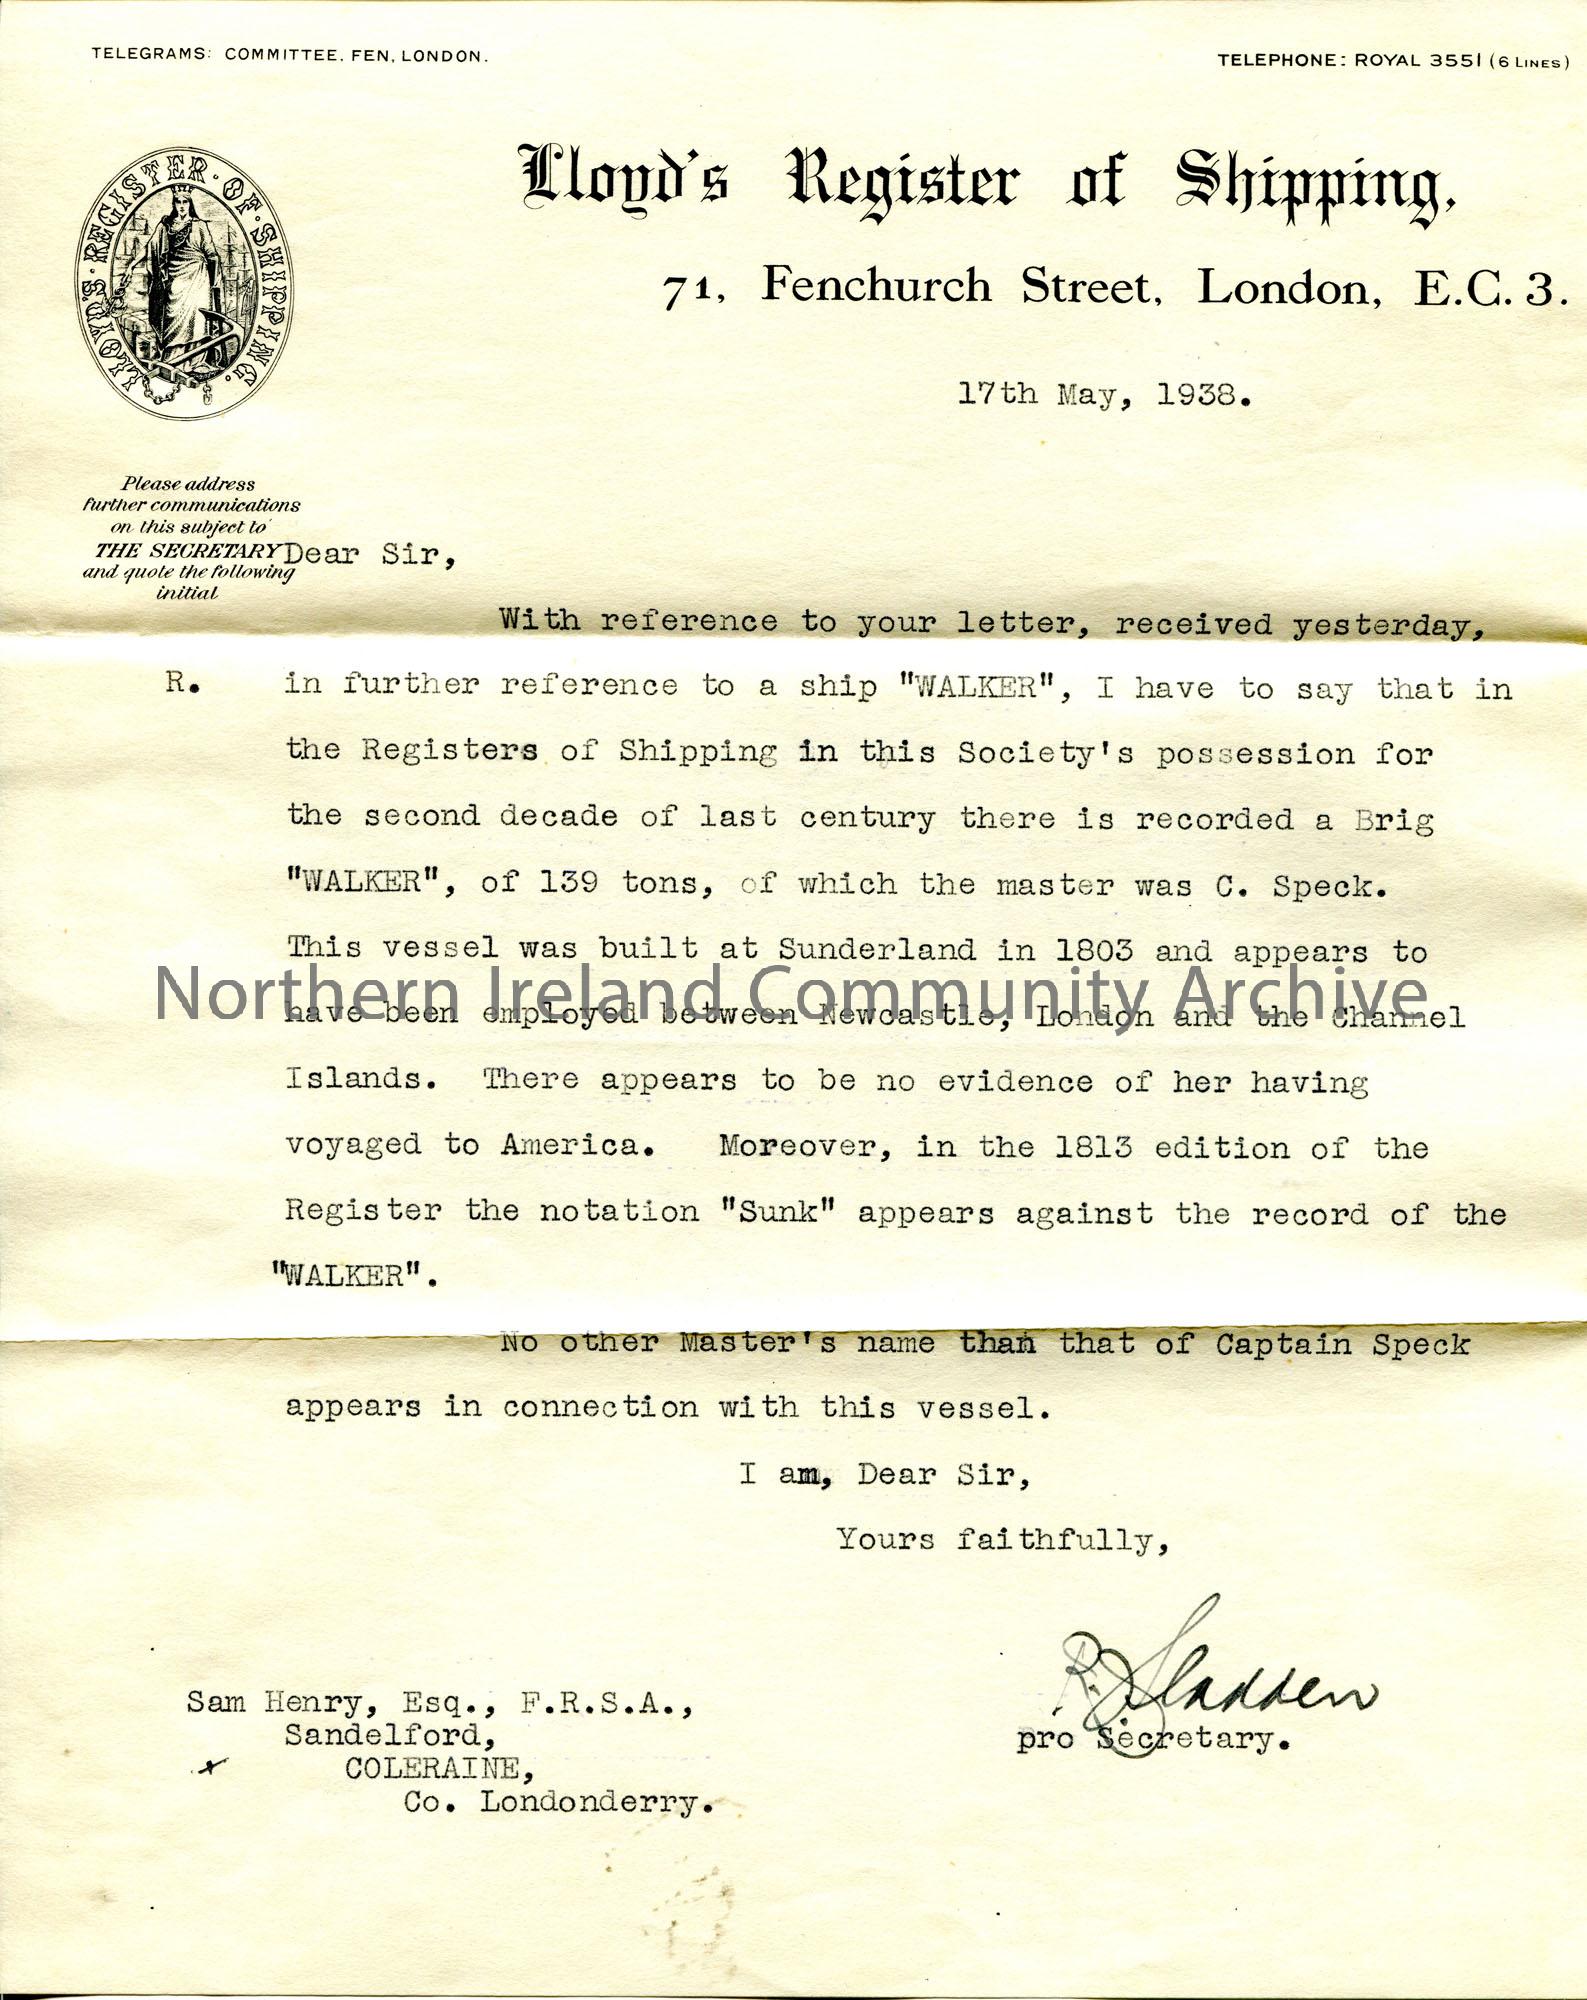 TELEGRAMS: COMMITTEE. FEN, LONDON.
TELEPHONE: ROYAL 3551 (6 LINES)
LLOYD'S · REGISTER · OF · SHIPPING.
Lloyd's Register of Shipping,
71, Fenchurch Street, London, E.C. 3.
17th May, 1938.
Please address
further communications
on this subject to
THE SECRETARY
and quote the following
initial
Dear Sir,
With reference to your letter, received yesterday,
R. in further reference to a ship "WALKER", I have to say that in
the Registers of Shipping in this Society's possession for
the second decade of last century there is recorded a Brig
"WALKER", of 139 tons, of which the master was C. Speck.
This vessel was built at Sunderland in 1803 and appears to
Northern Ireland Community Archive
have been employed between Newcastle, London and the Channel
Islands. There appears to be no evidence of her having
voyaged to America. Moreover, in the 1813 edition of the
Register the notation "Sunk" appears against the record of the
"WALKER".
No other Master's name than that of Captain Speck
appears in connection with this vessel.
I am, Dear Sir,
Yours faithfully,
Sam Henry, Esq., F.R.S.A.,
Sandelford,
COLERAINE,
Co. Londonderry.
pro Secretary.